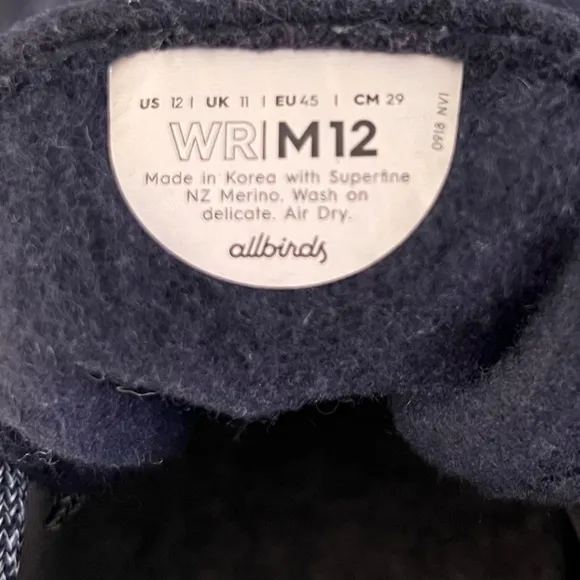 US 12 | UK 11 | EU 45 | CM 29
WR|M12
Made in Korea with Superfine
NZ Merino. Wash on
delicate. Air Dry.
allbirds
0918 NV1